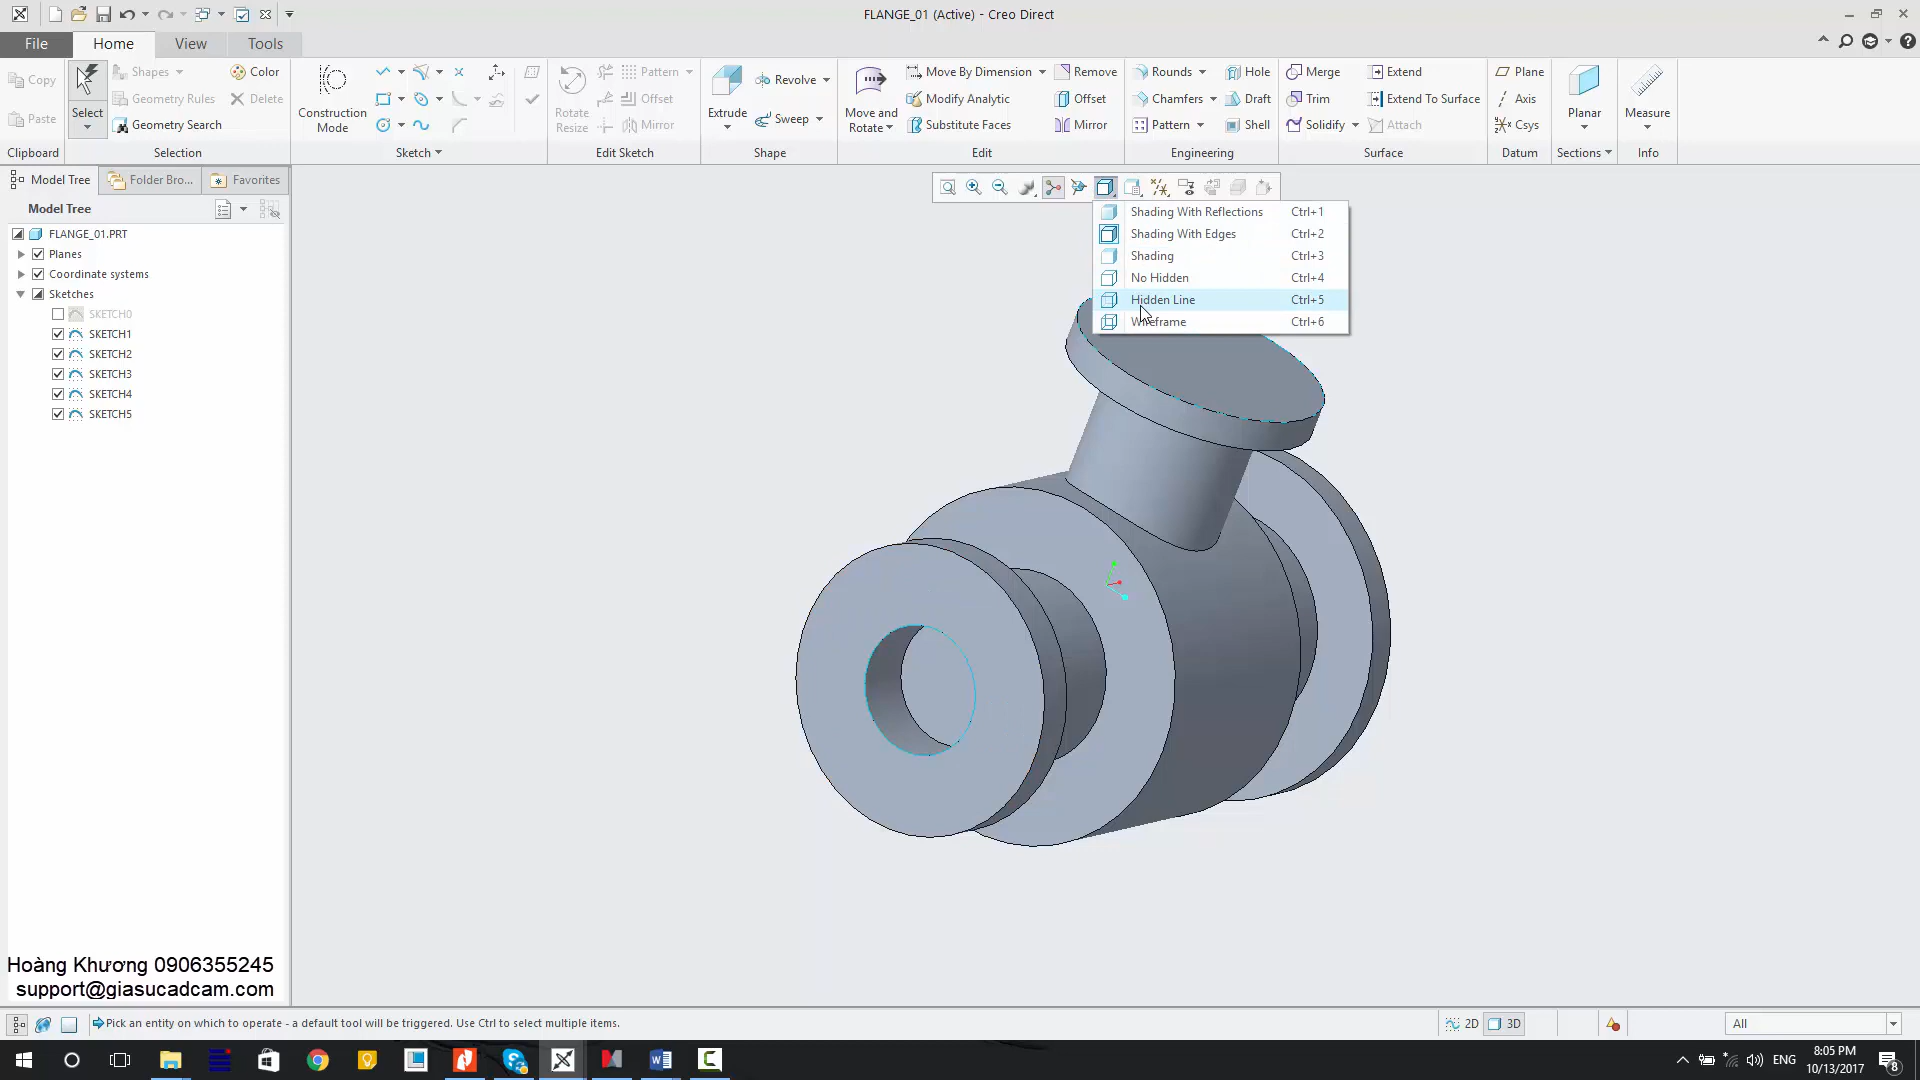 FLANGE_01 (Active) - Creo Direct
File Home View Tools
Copy
Paste
Clipboard
Select
Shapes
Color
Geometry Rules
Delete
Geometry Search
Selection
Construction
Mode
Sketch
Rotate
Resize
Pattern
Offset
Mirror
Edit Sketch
Extrude
Revolve
Sweep
Shape
Move and
Rotate
Move By Dimension
Remove
Modify Analytic
Offset
Substitute Faces
Mirror
Edit
Rounds
Hole
Chamfers
Draft
Pattern
Shell
Engineering
Merge
Extend
Trim
Extend To Surface
Solidify
Attach
Surface
Plane
Axis
Csys
Datum
Planar
Sections
Measure
Info
Model Tree Folder Bro... Favorites
Model Tree
FLANGE_01.PRT
Planes
Coordinate systems
Sketches
SKETCH0
SKETCH1
SKETCH2
SKETCH3
SKETCH4
SKETCH5
Shading With Reflections Ctrl+1
Shading With Edges Ctrl+2
Shading Ctrl+3
No Hidden Ctrl+4
Hidden Line Ctrl+5
Wireframe Ctrl+6
Hoàng Khương 0906355245
support@giasucadcam.com
Pick an entity on which to operate - a default tool will be triggered. Use Ctrl to select multiple items.
2D 3D
All
ENG
8:05 PM
10/13/2017
8